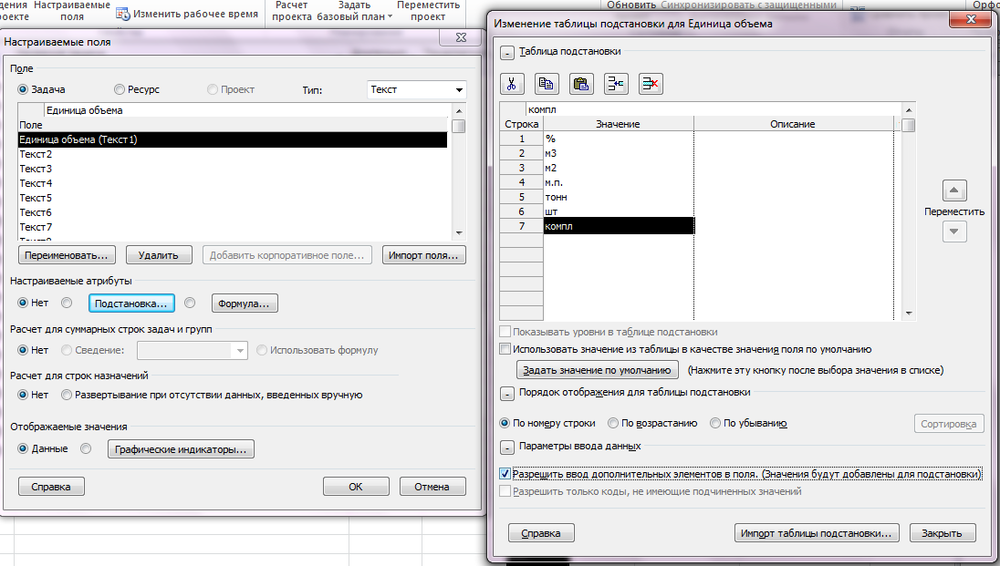 дения
роекте
Настраиваемые
поля
Изменить рабочее время
Расчет
проекта
Задать
базовый план
Переместить
проект
Обновить Синхронизировать с защищенными
Орфо
Настраиваемые поля
Поле
Задача Ресурс Проект Тип: Текст
Единица объема
Поле
Единица объема (Текст1)
Текст2
Текст3
Текст4
Текст5
Текст6
Текст7
Переименовать... Удалить Добавить корпоративное поле... Импорт поля...
Настраиваемые атрибуты
Нет Подстановка... Формула...
Расчет для суммарных строк задач и групп
Нет Сведение: Использовать формулу
Расчет для строк назначений
Нет Развертывание при отсутствии данных, введенных вручную
Отображаемые значения
Данные Графические индикаторы...
Справка ОК Отмена
Изменение таблицы подстановки для Единица объема
Таблица подстановки
компл
Строка Значение Описание
1 %
2 м3
3 м2
4 м.п.
5 тонн
6 шт
7 компл
Переместить
Показывать уровни в таблице подстановки
Использовать значение из таблицы в качестве значения поля по умолчанию
Задать значение по умолчанию (Нажмите эту кнопку после выбора значения в списке)
Порядок отображения для таблицы подстановки
По номеру строки По возрастанию По убыванию Сортировка
Параметры ввода данных
Разрешить ввод дополнительных элементов в поля. (Значения будут добавлены для подстановки)
Разрешить только коды, не имеющие подчиненных значений
Справка Импорт таблицы подстановки... Закрыть